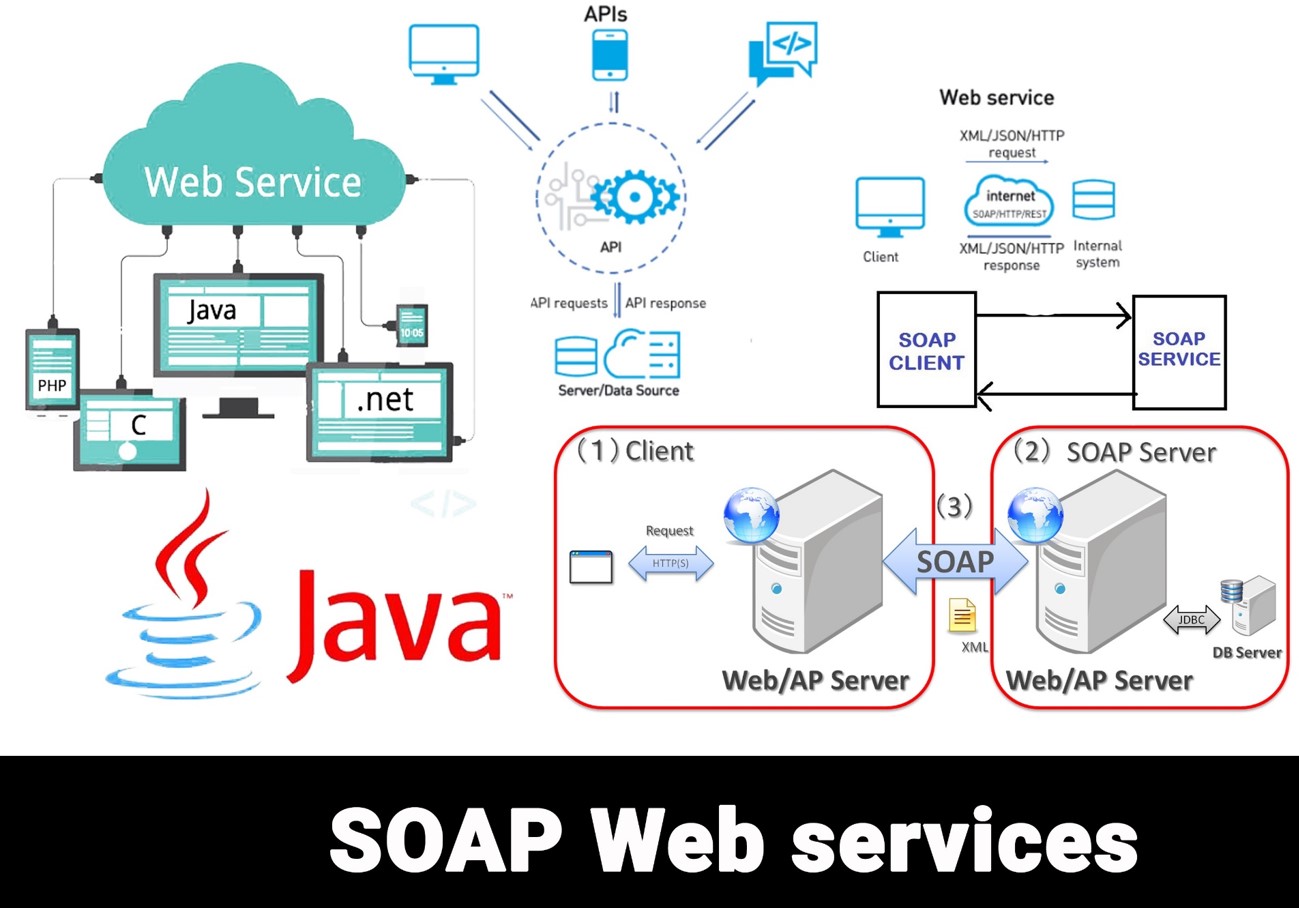 Web Service
Java
PHP
C
.net
10:05
APIs
API
API requests
API response
Server/Data Source
Web service
XML/JSON/HTTP
request
internet
SOAP/HTTP/REST
XML/JSON/HTTP
response
Client
Internal
system
SOAP
CLIENT
SOAP
SERVICE
</>
</>
Java™
(1) Client
Request
HTTP(S)
Web/AP Server
(3)
SOAP
XML
(2) SOAP Server
Web/AP Server
JDBC
DB Server
SOAP Web services